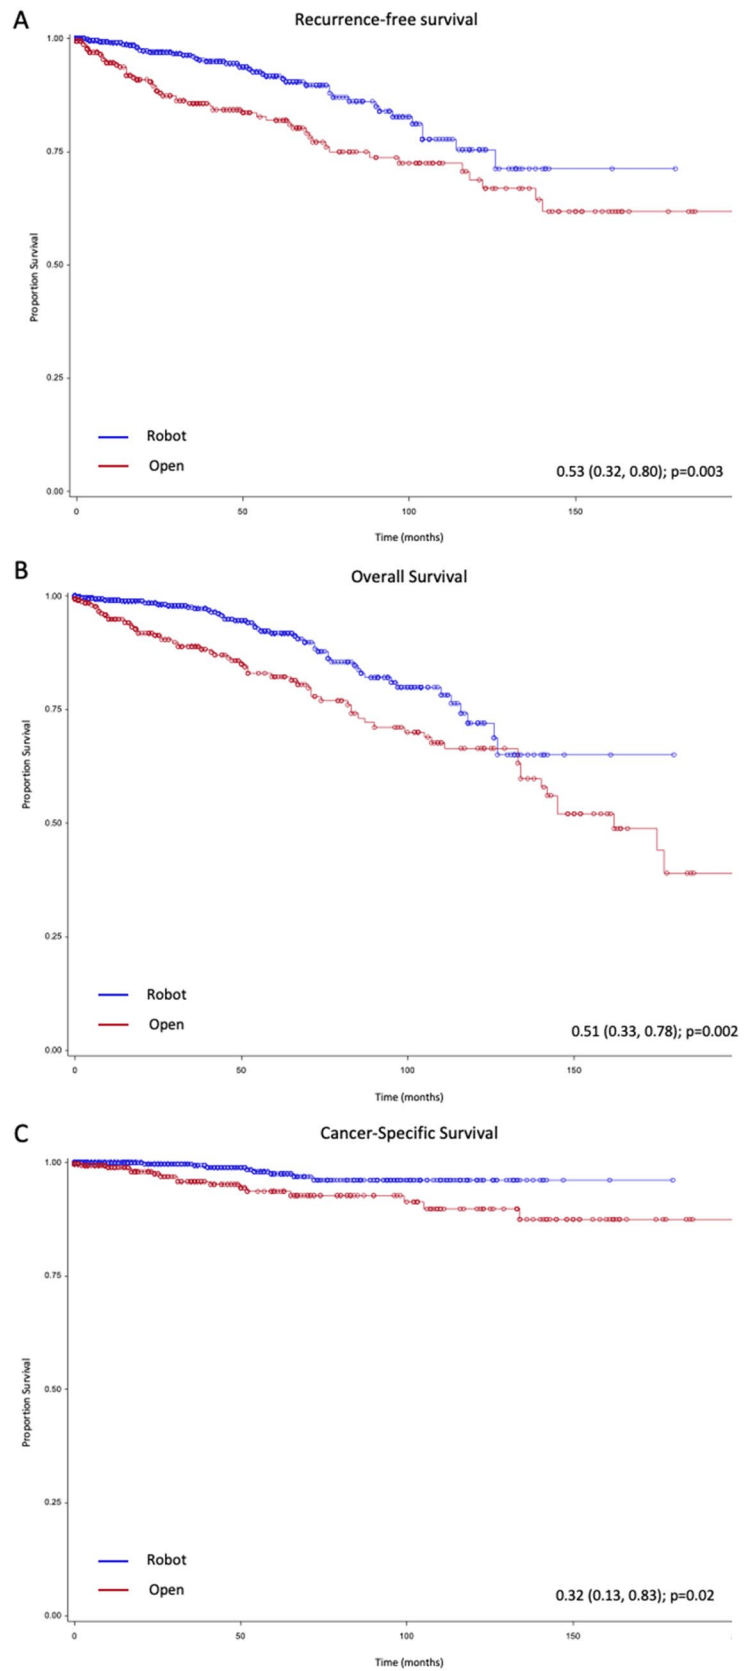 A
Recurrence-free survival
1.00
0.75
0.50
0.25
0.00
Proportion Survival
Robot
Open
0.53 (0.32, 0.80); p=0.003
0 50 100 150
Time (months)
B
Overall Survival
1.00
0.75
0.50
0.25
0.00
Proportion Survival
Robot
Open
0.51 (0.33, 0.78); p=0.002
0 50 100 150
Time (months)
C
Cancer-Specific Survival
1.00
0.75
0.50
0.25
0.00
Proportion Survival
Robot
Open
0.32 (0.13, 0.83); p=0.02
0 50 100 150
Time (months)